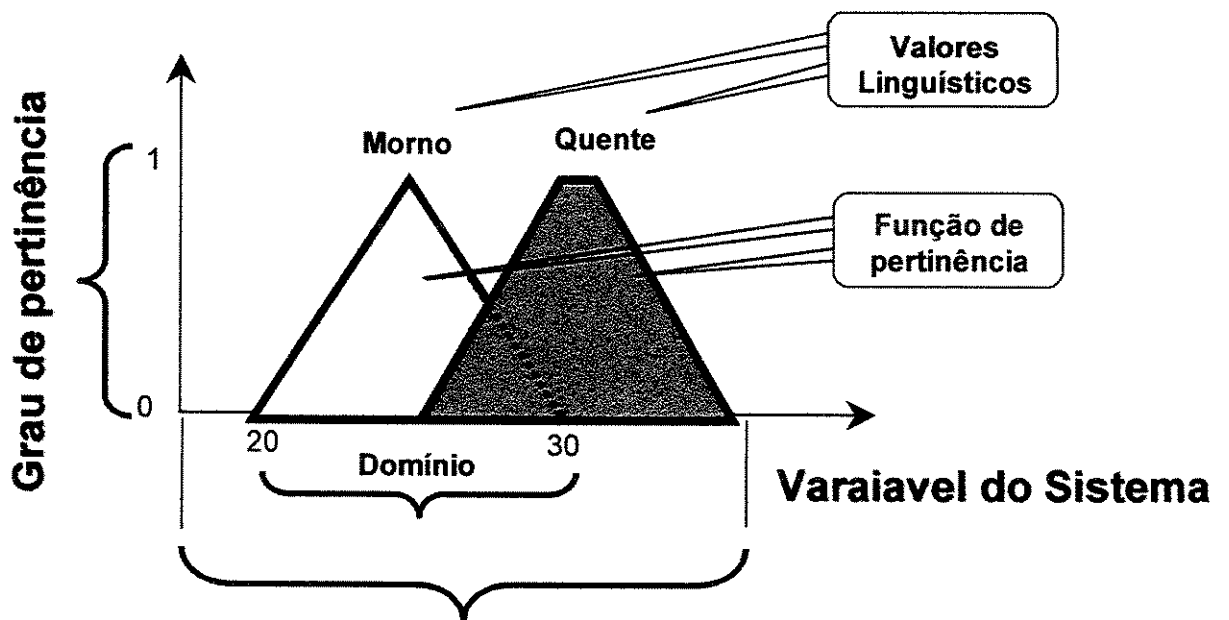 Valores
Linguísticos
Grau de pertinência
1
Morno
Quente
Função de
pertinência
0
20
30
Domínio
Varaiavel do Sistema